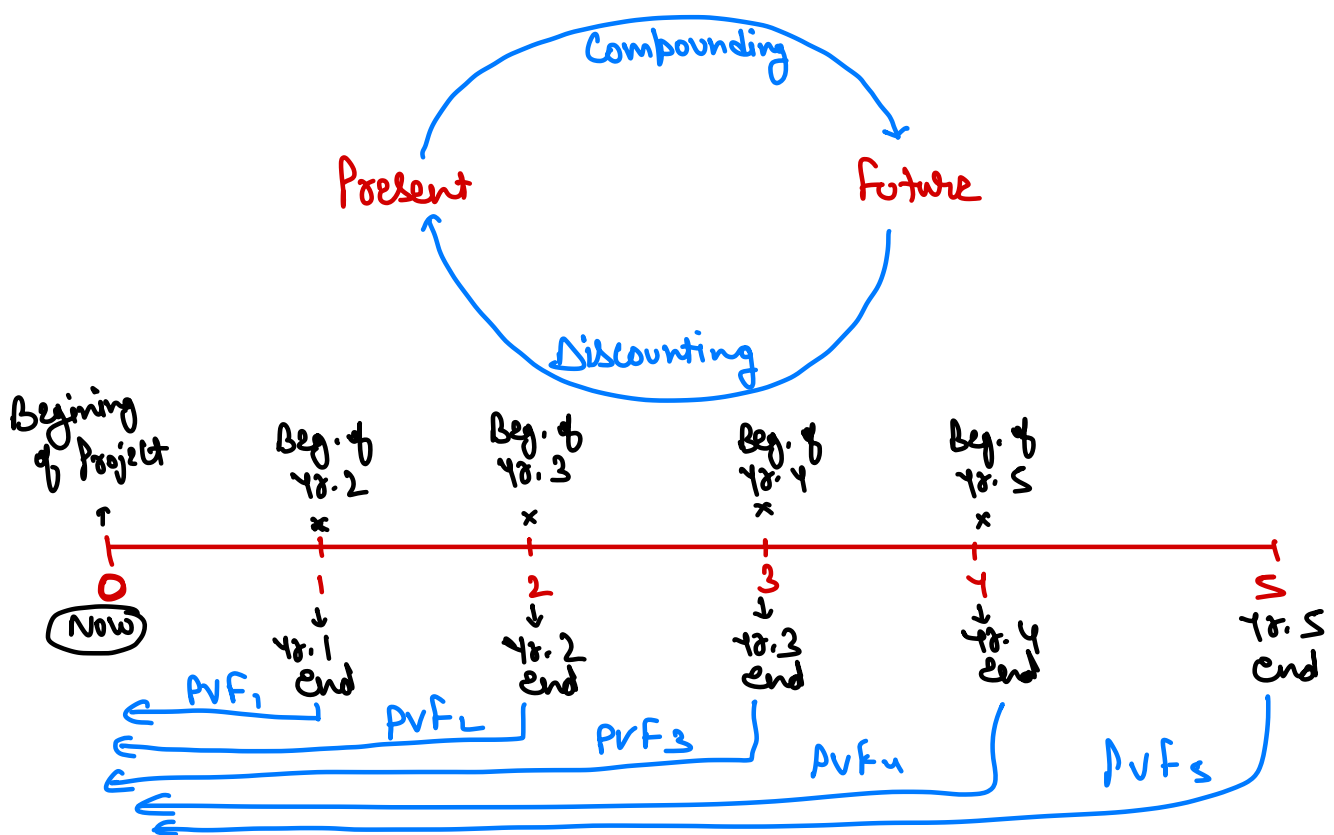 Compounding
Present
Future
Discounting
Begining
of Project
Beg. of
Yr. 2
Beg. of
Yr. 3
Beg. of
Yr. 4
Beg. of
Yr. 5
0
1
2
3
4
5
Now
Yr. 1
End
Yr. 2
End
Yr. 3
End
Yr. 4
End
Yr. 5
End
PVF₁
PVF₂
PVF₃
PVF₄
PVF₅